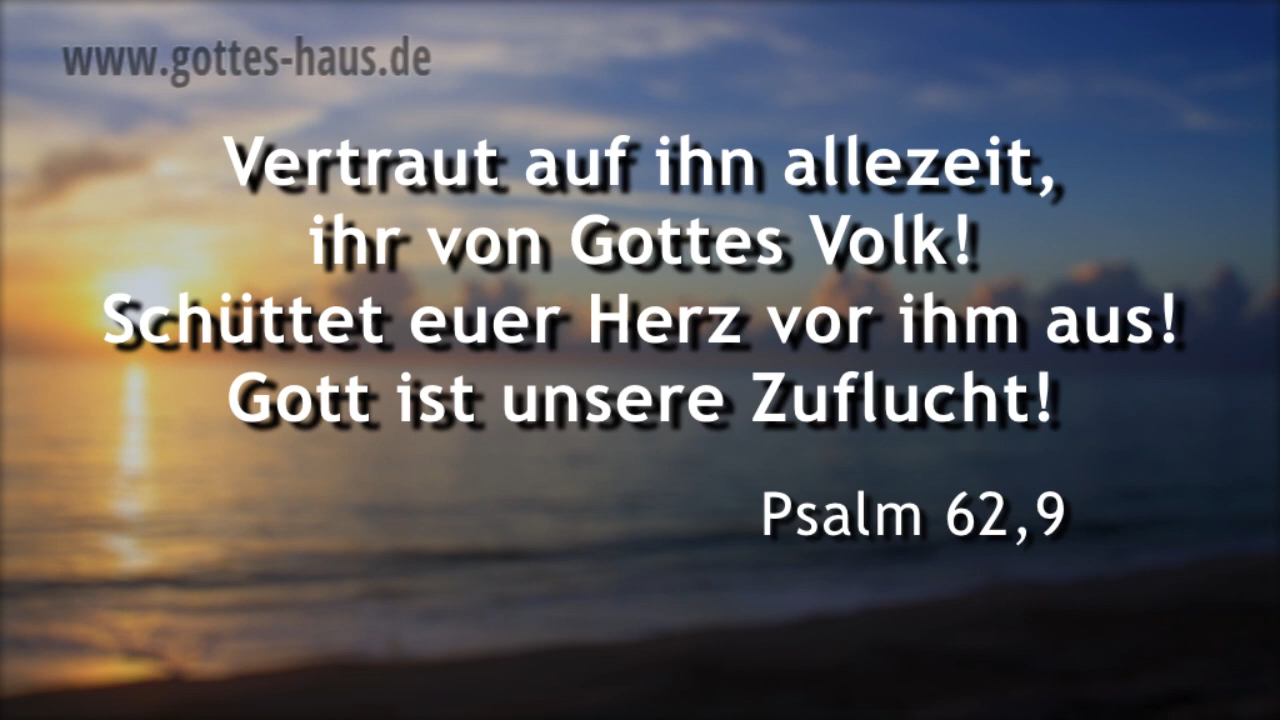 www.gottes-haus.de
Vertraut auf ihn allezeit,
ihr von Gottes Volk!
Schüttet euer Herz vor ihm aus!
Gott ist unsere Zuflucht!
Psalm 62,9